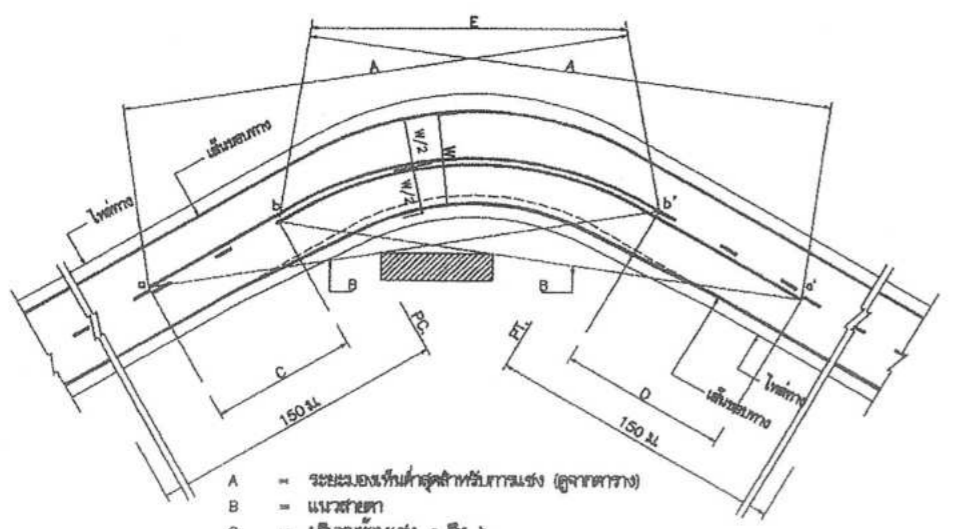 E
A
A
เส้นขอบทาง
ไหล่ทาง
W/2
W
W/2
b
b'
a
a'
B
B
PC.
PT.
C
D
150 ม.
150 ม.
ไหล่ทาง
เส้นขอบทาง
A = ระยะมองเห็นต่ำสุดสำหรับการแซง (ดูจากตาราง)
B = แนวสายตา